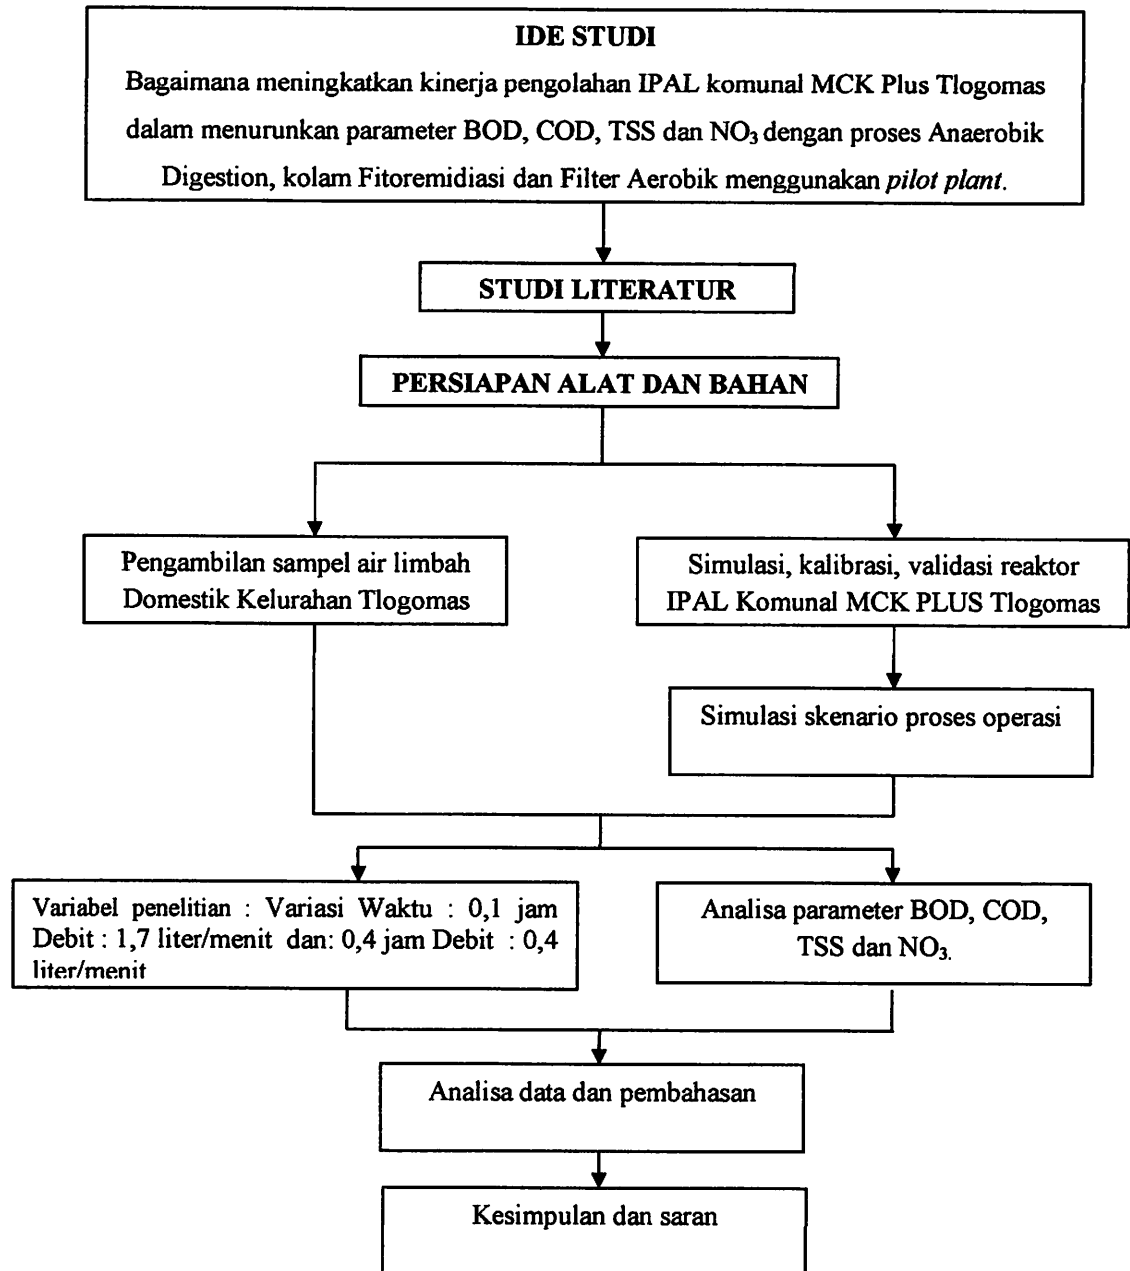 IDE STUDI
Bagaimana meningkatkan kinerja pengolahan IPAL komunal MCK Plus Tlogomas
dalam menurunkan parameter BOD, COD, TSS dan NO₃ dengan proses Anaerobik
Digestion, kolam Fitoremidiasi dan Filter Aerobik menggunakan pilot plant.
STUDI LITERATUR
PERSIAPAN ALAT DAN BAHAN
Pengambilan sampel air limbah
Domestik Kelurahan Tlogomas
Simulasi, kalibrasi, validasi reaktor
IPAL Komunal MCK PLUS Tlogomas
Simulasi skenario proses operasi
Variabel penelitian : Variasi Waktu : 0,1 jam
Debit : 1,7 liter/menit dan: 0,4 jam Debit : 0,4
liter/menit
Analisa parameter BOD, COD,
TSS dan NO₃.
Analisa data dan pembahasan
Kesimpulan dan saran